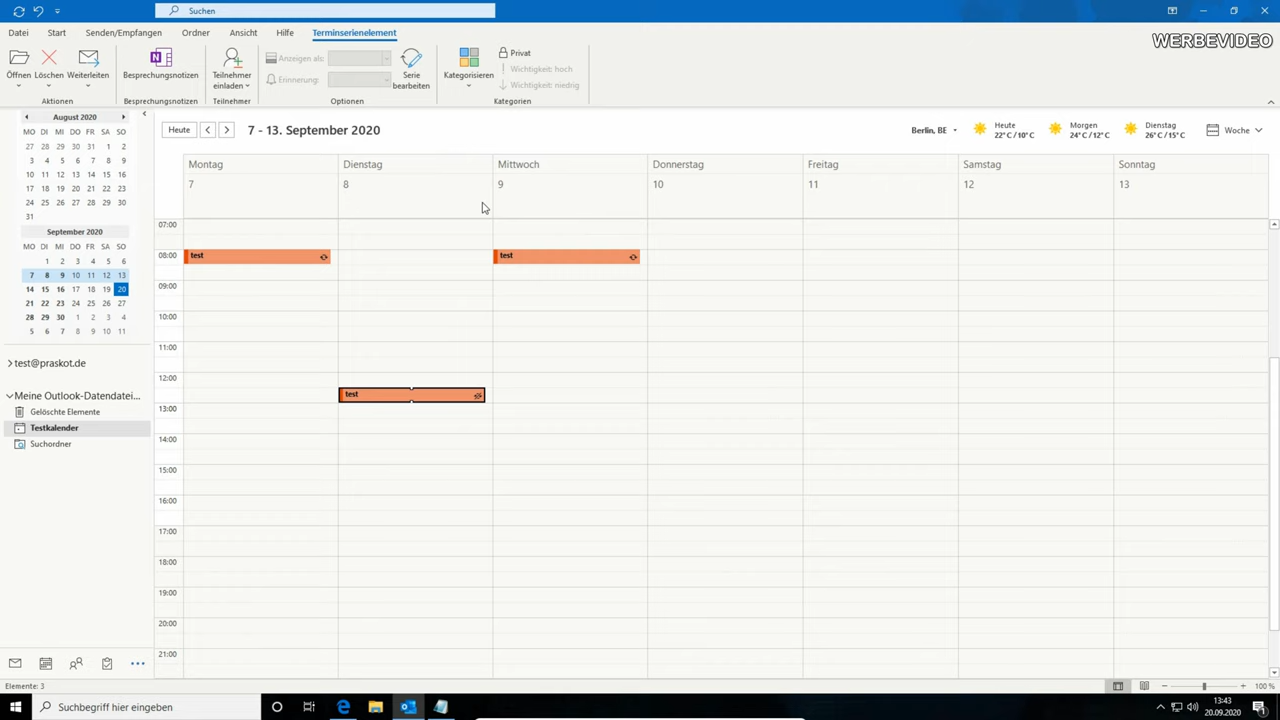 Suchen
Datei Start Senden/Empfangen Ordner Ansicht Hilfe Terminserienelement
WERBEVIDEO
Öffnen Löschen Weiterleiten
Aktionen
Besprechungsnotizen
Besprechungsnotizen
Teilnehmer einladen
Teilnehmer
Anzeigen als:
Erinnerung:
Serie bearbeiten
Optionen
Kategorisieren
Privat
Wichtigkeit: hoch
Wichtigkeit: niedrig
Kategorien
August 2020
MO DI MI DO FR SA SO
27 28 29 30 31 1 2
3 4 5 6 7 8 9
10 11 12 13 14 15 16
17 18 19 20 21 22 23
24 25 26 27 28 29 30
31
September 2020
MO DI MI DO FR SA SO
1 2 3 4 5 6
7 8 9 10 11 12 13
14 15 16 17 18 19 20
21 22 23 24 25 26 27
28 29 30 1 2 3 4
5 6 7 8 9 10 11
test@praskot.de
Meine Outlook-Datendatei...
Gelöschte Elemente
Testkalender
Suchordner
Heute 7 - 13. September 2020
Berlin, BE
Heute
22° C / 10° C
Morgen
24° C / 12° C
Dienstag
26° C / 15° C
Woche
Montag Dienstag Mittwoch Donnerstag Freitag Samstag Sonntag
7 8 9 10 11 12 13
07:00
08:00 test test
09:00
10:00
11:00
12:00
test
13:00
14:00
15:00
16:00
17:00
18:00
19:00
20:00
21:00
Elemente: 3
100 %
Suchbegriff hier eingeben
13:43
20.09.2020